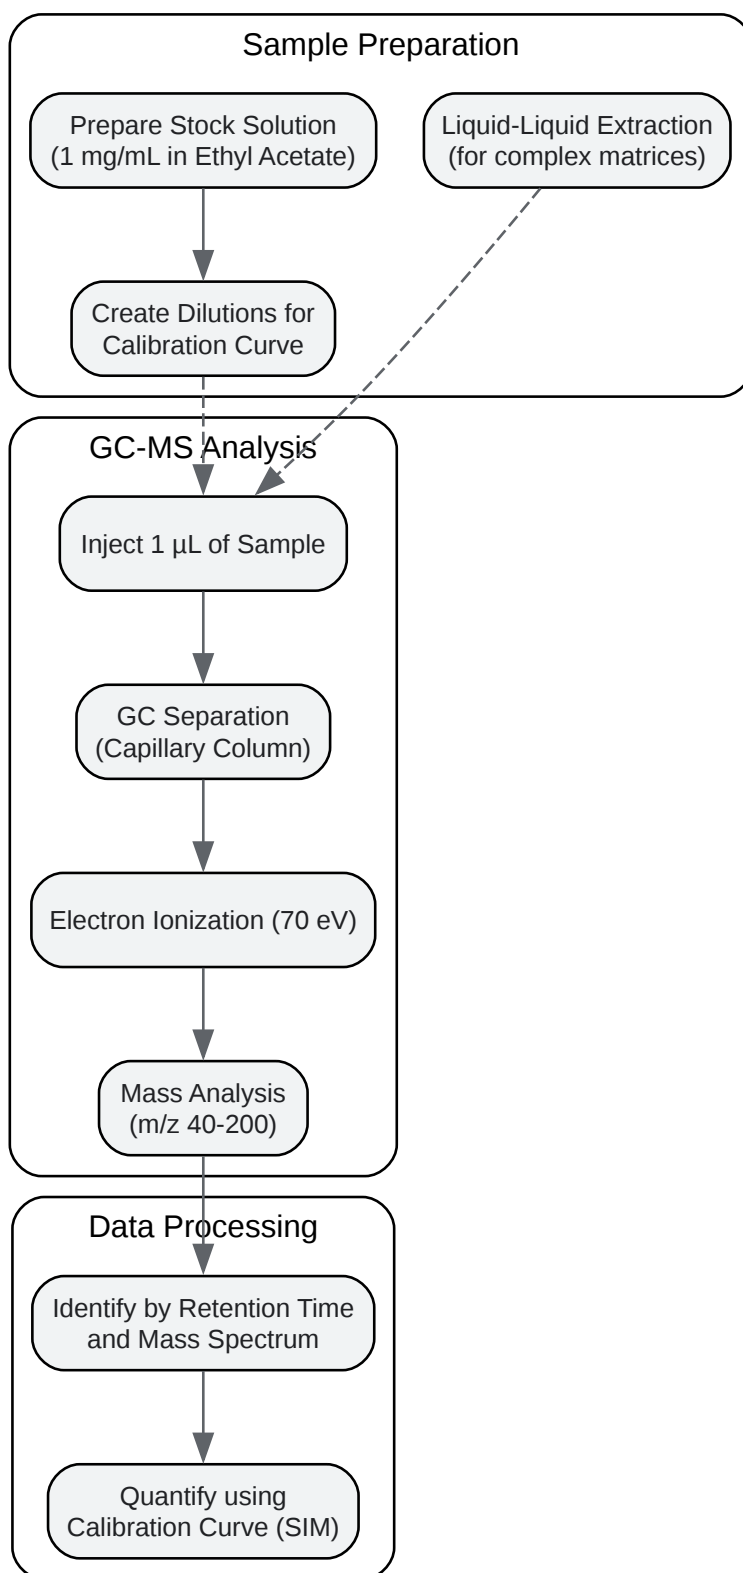 Sample Preparation
Prepare Stock Solution
(1 mg/mL in Ethyl Acetate)
Liquid-Liquid Extraction
(for complex matrices)
Create Dilutions for
Calibration Curve
GC-MS Analysis
Inject 1 µL of Sample
GC Separation
(Capillary Column)
Electron Ionization (70 eV)
Mass Analysis
(m/z 40-200)
Data Processing
Identify by Retention Time
and Mass Spectrum
Quantify using
Calibration Curve (SIM)